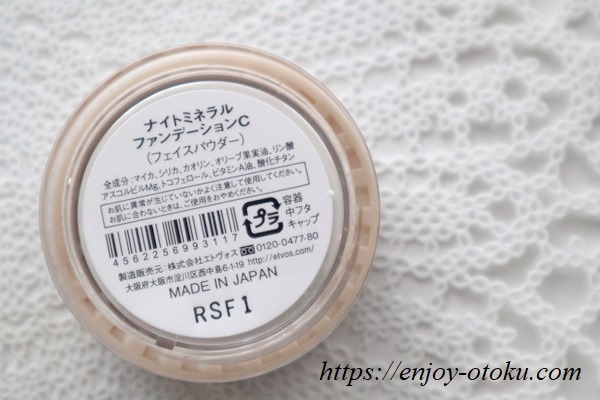 ナイトミネラル
ファンデーションC
(フェイスパウダー)
全成分:マイカ、シリカ、カオリン、オリーブ果実油、リン酸
アスコルビルMg、トコフェロール、ビタミンA油、酸化チタン
お肌に異常が生じていないかよく注意して使用してください。
お肌に合わないときは、ご使用をおやめください。
4562256993117
プラ
容器
中フタ
キャップ
製造販売元:株式会社エトヴォス 0120-0477-80
大阪府大阪市淀川区西中島6-1-19 http://etvos.com/
MADE IN JAPAN
RSF1
https://enjoy-otoku.com